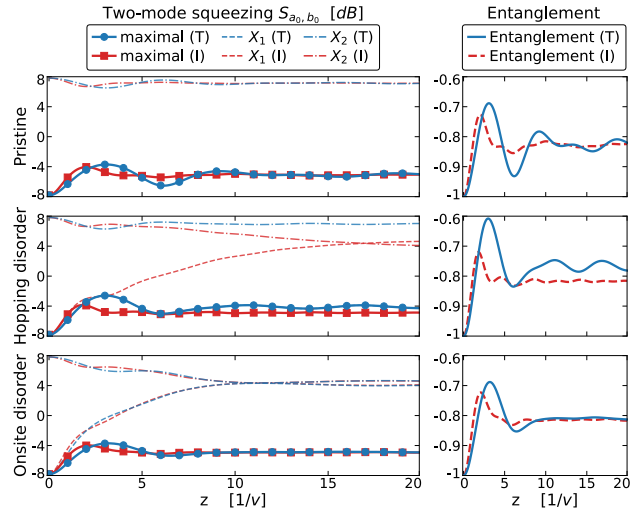 Two-mode squeezing S_{a_0, b_0} [dB]
Entanglement
maximal (T)
X_1 (T)
X_2 (T)
maximal (I)
X_1 (I)
X_2 (I)
Entanglement (T)
Entanglement (I)
Pristine
8
4
0
-4
-8
-0.6
-0.7
-0.8
-0.9
-1
Hopping disorder
8
4
0
-4
-8
-0.6
-0.7
-0.8
-0.9
-1
Onsite disorder
8
4
0
-4
-8
0 5 10 15 20
z [1/v]
-0.6
-0.7
-0.8
-0.9
-1
0 5 10 15 20
z [1/v]